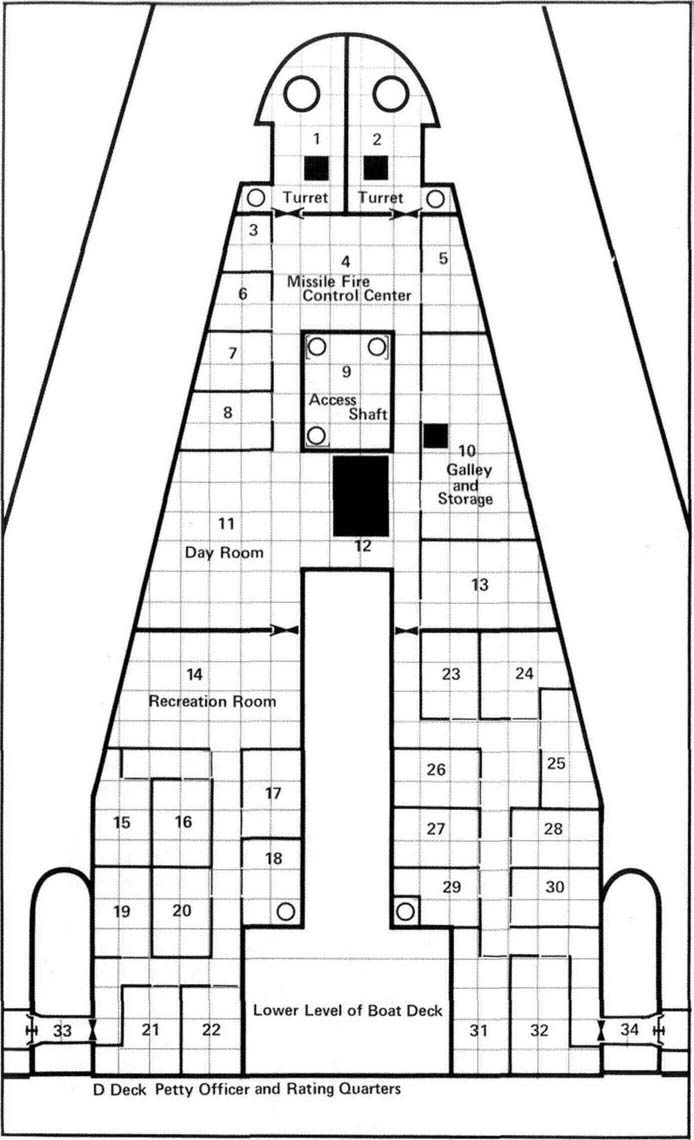 1
2
Turret
Turret
3
4
Missile Fire
Control Center
5
6
7
8
9
Access
Shaft
10
Galley
and
Storage
11
Day Room
12
13
14
Recreation Room
23
24
25
26
17
15
16
27
28
18
29
30
19
20
Lower Level of Boat Deck
33
21
22
31
32
34
D Deck Petty Officer and Rating Quarters